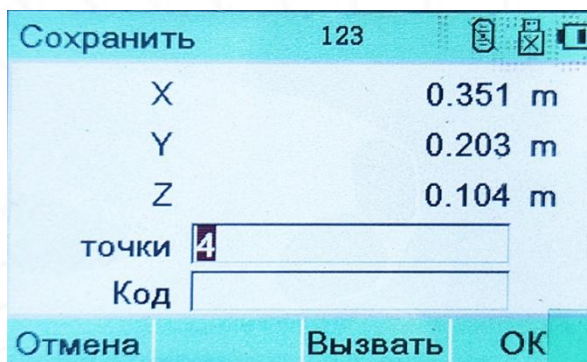 Сохранить 123
X 0.351 m
Y 0.203 m
Z 0.104 m
точки 4
Код
Отмена Вызвать OK